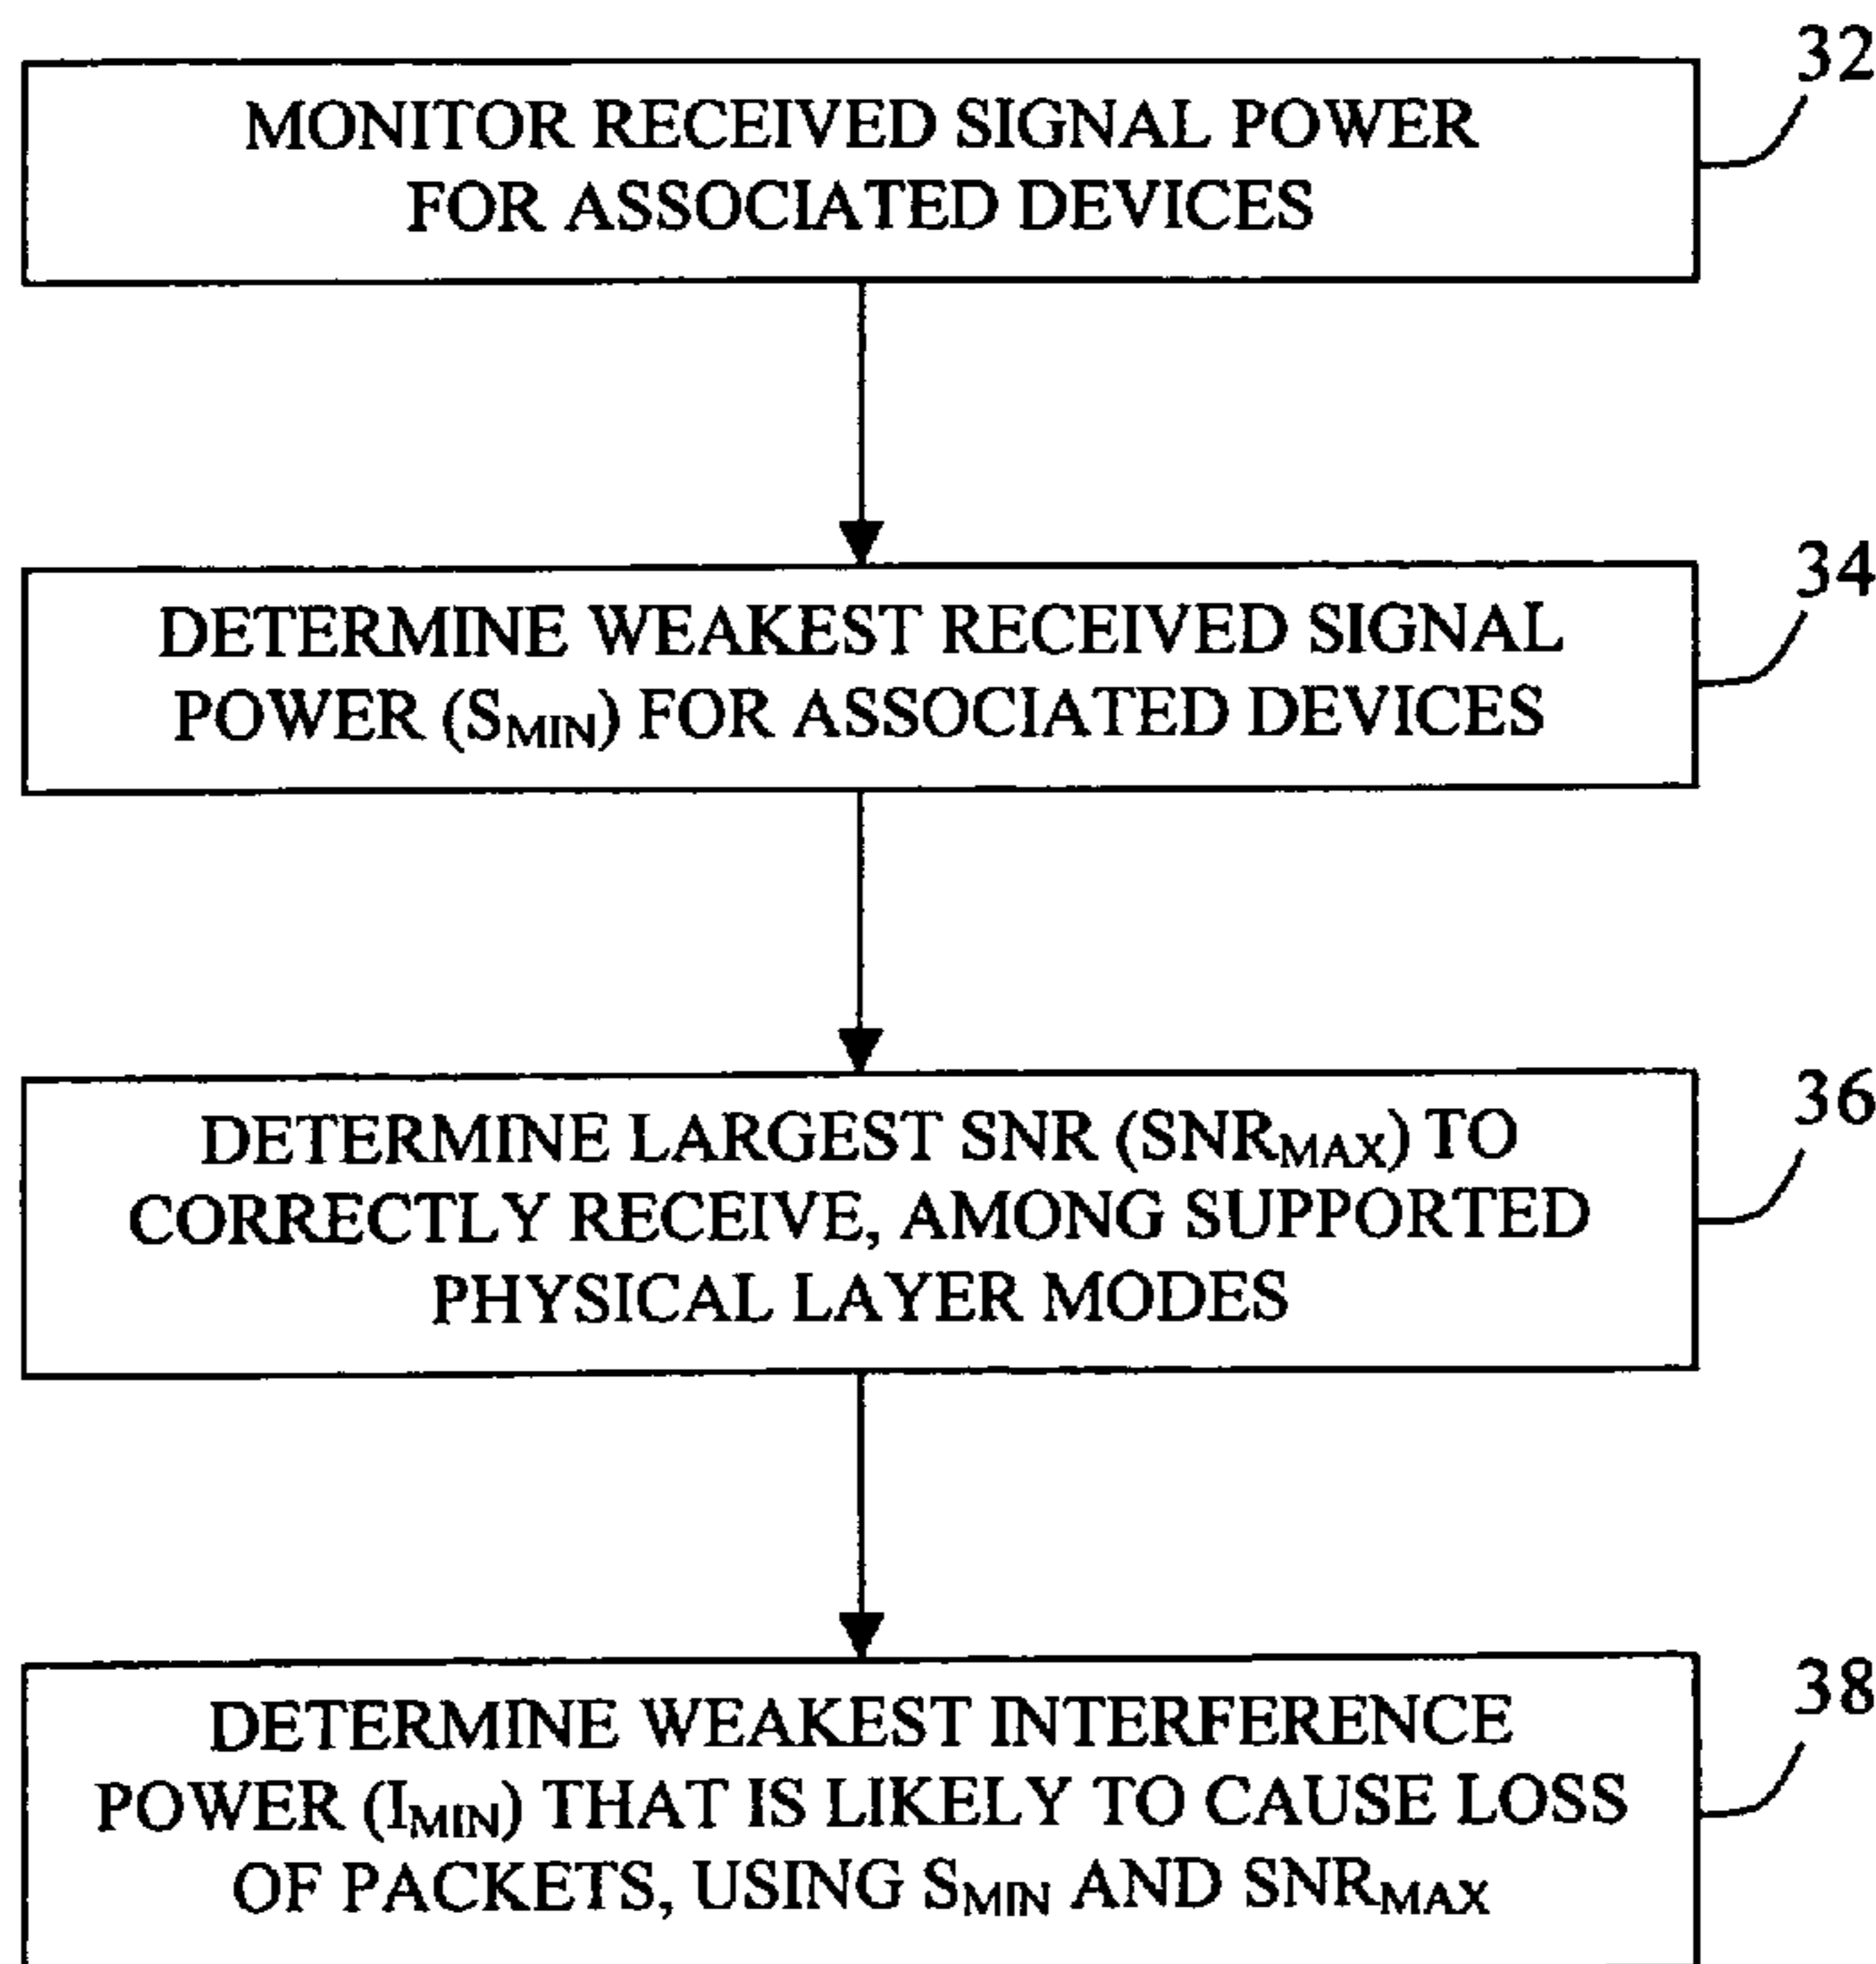 32
MONITOR RECEIVED SIGNAL POWER
FOR ASSOCIATED DEVICES
34
DETERMINE WEAKEST RECEIVED SIGNAL
POWER (SMIN) FOR ASSOCIATED DEVICES
36
DETERMINE LARGEST SNR (SNRMAX) TO
CORRECTLY RECEIVE, AMONG SUPPORTED
PHYSICAL LAYER MODES
38
DETERMINE WEAKEST INTERFERENCE
POWER (IMIN) THAT IS LIKELY TO CAUSE LOSS
OF PACKETS, USING SMIN AND SNRMAX